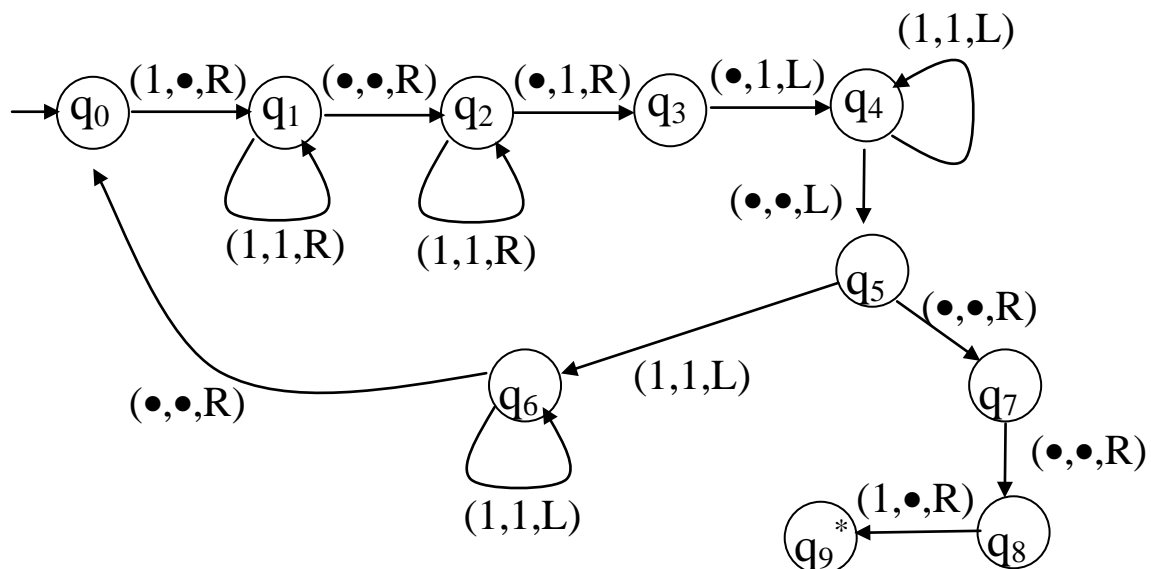 (1,1,L)
(1,●,R) (●,●,R) (●,1,R) (●,1,L)
q₀ q₁ q₂ q₃ q₄
(●,●,L)
(1,1,R) (1,1,R)
q₅
(●,●,R)
(1,1,L)
(●,●,R) q₆ q₇
(●,●,R)
(1,1,L) (1,●,R)
q₉* q₈